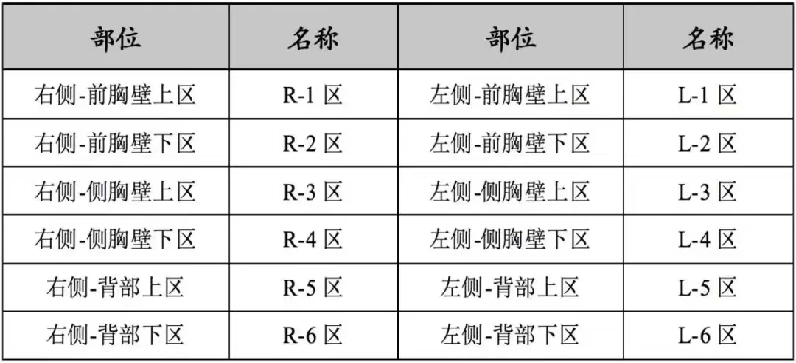 部位 名称 部位 名称
右侧-前胸壁上区 R-1 区 左侧-前胸壁上区 L-1 区
右侧-前胸壁下区 R-2 区 左侧-前胸壁下区 L-2 区
右侧-侧胸壁上区 R-3 区 左侧-侧胸壁上区 L-3 区
右侧-侧胸壁下区 R-4 区 左侧-侧胸壁下区 L-4 区
右侧-背部上区 R-5 区 左侧-背部上区 L-5 区
右侧-背部下区 R-6 区 左侧-背部下区 L-6 区